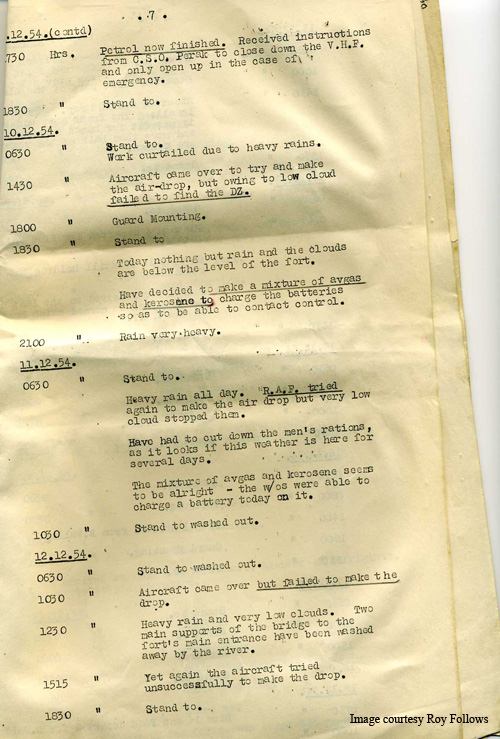 . .7 . .
.12.54.(contd)
1730 Hrs. Petrol now finished. Received instructions
from C.S.O. Perak to close down the V.H.F.
and only open up in the case of
emergency.
1830 " Stand to.
10.12.54.
0630 " Stand to.
Work curtailed due to heavy rains.
1430 " Aircraft came over to try and make
the air-drop, but owing to low cloud
failed to find the DZ.
1800 " Guard Mounting.
1830 " Stand to
Today nothing but rain and the clouds
are below the level of the fort.
Have decided to make a mixture of avgas
and kerosene to charge the batteries
so as to be able to contact control.
2100 " Rain very heavy.
11.12.54.
0630 " Stand to.
Heavy rain all day. R.A.F. tried
again to make the air drop but very low
cloud stopped them.
Have had to cut down the men's rations,
as it looks if this weather is here for
several days.
The mixture of avgas and kerosene seems
to be alright - the w/os were able to
charge a battery today on it.
1030 " Stand to washed out.
12.12.54.
0630 " Stand to washed out.
1030 " Aircraft came over but failed to make the
drop.
1230 " Heavy rain and very low clouds. Two
main supports of the bridge to the
fort's main entrance have been washed
away by the river.
1515 " Yet again the aircraft tried
unsuccessfully to make the drop.
1830 " Stand to.
Image courtesy Roy Follows